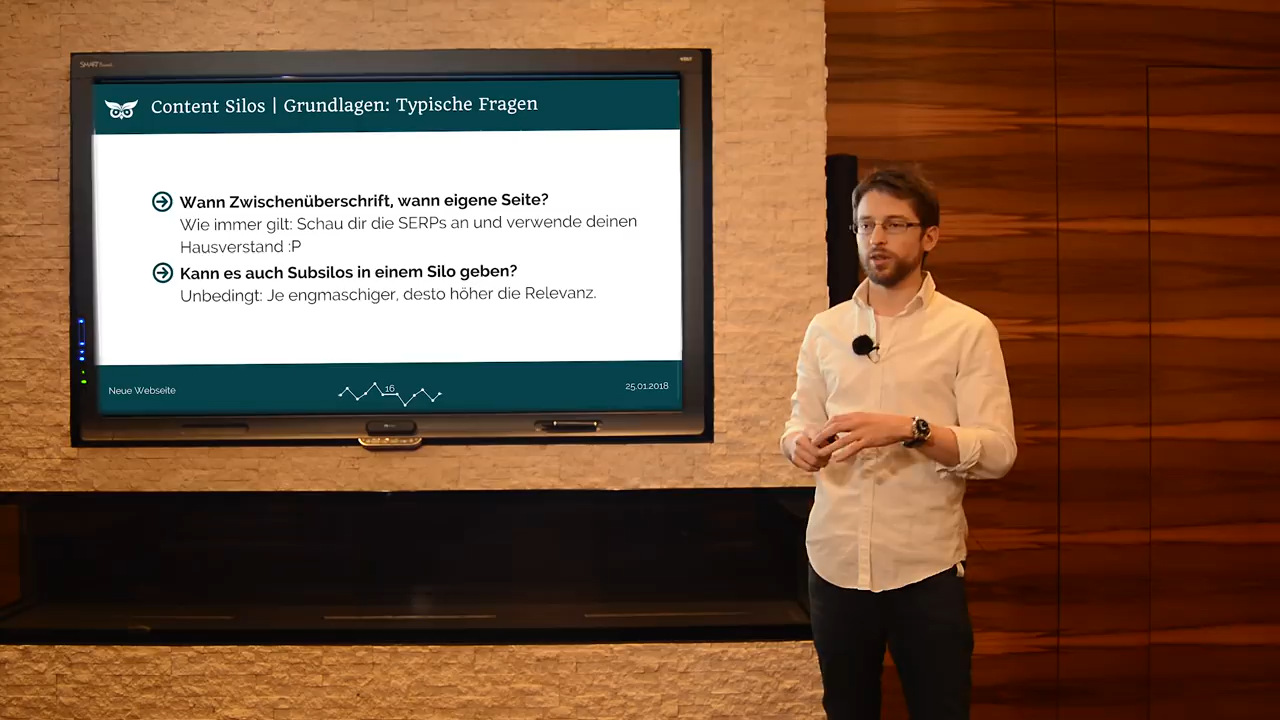 SMART Board
Content Silos | Grundlagen: Typische Fragen
Wann Zwischenüberschrift, wann eigene Seite?
Wie immer gilt: Schau dir die SERPs an und verwende deinen
Hausverstand :P
Kann es auch Subsilos in einem Silo geben?
Unbedingt: Je engmaschiger, desto höher die Relevanz.
Neue Webseite
16
25.01.2018